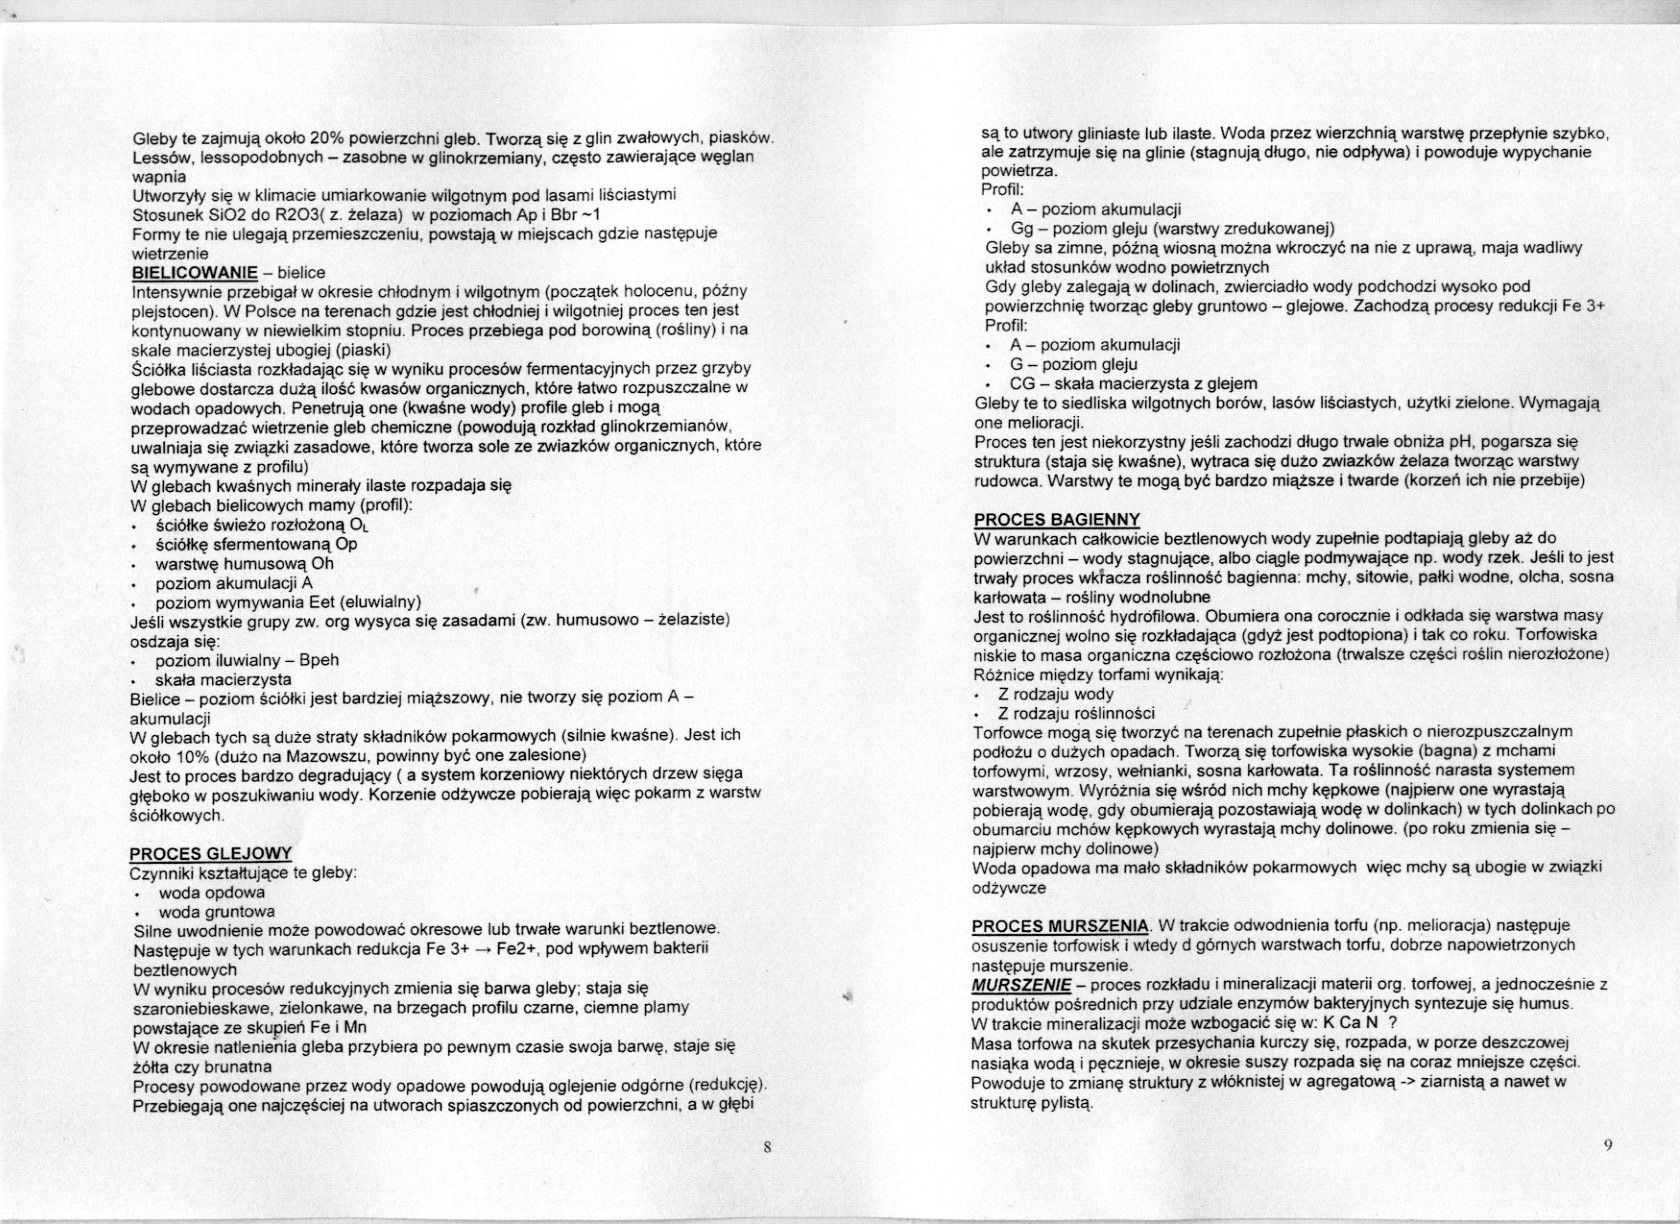 Gleby te zajmują około 20% powierzchni gleb. Tworzą się z glin zwałowych, piasków.
Lessów, lessopodobnych – zasobne w glinokrzemiany, często zawierające węglan
wapnia
Utworzyły się w klimacie umiarkowanie wilgotnym pod lasami liściastymi
Stosunek SiO2 do R2O3( z. żelaza) w poziomach Ap i Bbr ~1
Formy te nie ulegają przemieszczeniu, powstają w miejscach gdzie następuje
wietrzenie
BIELICOWANIE – bielice
Intensywnie przebigał w okresie chłodnym i wilgotnym (początek holocenu, późny
plejstocen). W Polsce na terenach gdzie jest chłodniej i wilgotniej proces ten jest
kontynuowany w niewielkim stopniu. Proces przebiega pod borowiną (rośliny) i na
skale macierzystej ubogiej (piaski)
Ściółka liściasta rozkładając się w wyniku procesów fermentacyjnych przez grzyby
glebowe dostarcza dużą ilość kwasów organicznych, które łatwo rozpuszczalne w
wodach opadowych. Penetrują one (kwaśne wody) profile gleb i mogą
przeprowadzać wietrzenie gleb chemiczne (powodują rozkład glinokrzemianów,
uwalniaja się związki zasadowe, które tworza sole ze zwiazków organicznych, które
są wymywane z profilu)
W glebach kwaśnych minerały ilaste rozpadaja się
W glebach bielicowych mamy (profil):
• ściółke świeżo rozłożoną OL
• ściółkę sfermentowaną Op
• warstwę humusową Oh
• poziom akumulacji A
• poziom wymywania Eet (eluwialny)
Jeśli wszystkie grupy zw. org wysyca się zasadami (zw. humusowo – żelaziste)
osdzaja się:
• poziom iluwialny – Bpeh
• skała macierzysta
Bielice – poziom ściółki jest bardziej miąższowy, nie tworzy się poziom A –
akumulacji
W glebach tych są duże straty składników pokarmowych (silnie kwaśne). Jest ich
około 10% (dużo na Mazowszu, powinny być one zalesione)
Jest to proces bardzo degradujący ( a system korzeniowy niektórych drzew sięga
głęboko w poszukiwaniu wody. Korzenie odżywcze pobierają więc pokarm z warstw
ściółkowych.
PROCES GLEJOWY
Czynniki kształtujące te gleby:
• woda opdowa
• woda gruntowa
Silne uwodnienie może powodować okresowe lub trwałe warunki beztlenowe.
Następuje w tych warunkach redukcja Fe 3+ → Fe2+, pod wpływem bakterii
beztlenowych
W wyniku procesów redukcyjnych zmienia się barwa gleby; staja się
szaroniebieskawe, zielonkawe, na brzegach profilu czarne, ciemne plamy
powstające ze skupień Fe i Mn
W okresie natlenienia gleba przybiera po pewnym czasie swoja barwę, staje się
żółta czy brunatna
Procesy powodowane przez wody opadowe powodują oglejenie odgórne (redukcję).
Przebiegają one najczęściej na utworach spiaszczonych od powierzchni, a w głębi
8
są to utwory gliniaste lub ilaste. Woda przez wierzchnią warstwę przepłynie szybko,
ale zatrzymuje się na glinie (stagnują długo, nie odpływa) i powoduje wypychanie
powietrza.
Profil:
• A – poziom akumulacji
• Gg – poziom gleju (warstwy zredukowanej)
Gleby sa zimne, późną wiosną można wkroczyć na nie z uprawą, maja wadliwy
układ stosunków wodno powietrznych
Gdy gleby zalegają w dolinach, zwierciadło wody podchodzi wysoko pod
powierzchnię tworząc gleby gruntowo – glejowe. Zachodzą procesy redukcji Fe 3+
Profil:
• A – poziom akumulacji
• G – poziom gleju
• CG – skała macierzysta z glejem
Gleby te to siedliska wilgotnych borów, lasów liściastych, użytki zielone. Wymagają
one melioracji.
Proces ten jest niekorzystny jeśli zachodzi długo trwale obniża pH, pogarsza się
struktura (staja się kwaśne), wytraca się dużo zwiazków żelaza tworząc warstwy
rudowca. Warstwy te mogą być bardzo miąższe i twarde (korzeń ich nie przebije)
PROCES BAGIENNY
W warunkach całkowicie beztlenowych wody zupełnie podtapiają gleby aż do
powierzchni – wody stagnujące, albo ciągle podmywające np. wody rzek. Jeśli to jest
trwały proces wkracza roślinność bagienna: mchy, sitowie, pałki wodne, olcha, sosna
karłowata – rośliny wodnolubne
Jest to roślinność hydrofilowa. Obumiera ona corocznie i odkłada się warstwa masy
organicznej wolno się rozkładająca (gdyż jest podtopiona) i tak co roku. Torfowiska
niskie to masa organiczna częściowo rozłożona (trwalsze części roślin nierozłożone)
Różnice między torfami wynikają:
• Z rodzaju wody
• Z rodzaju roślinności
Torfowce mogą się tworzyć na terenach zupełnie płaskich o nierozpuszczalnym
podłożu o dużych opadach. Tworzą się torfowiska wysokie (bagna) z mchami
torfowymi, wrzosy, wełnianki, sosna karłowata. Ta roślinność narasta systemem
warstwowym. Wyróżnia się wśród nich mchy kępkowe (najpierw one wyrastają
pobierają wodę, gdy obumierają pozostawiają wodę w dolinkach) w tych dolinkach po
obumarciu mchów kępkowych wyrastają mchy dolinowe. (po roku zmienia się –
najpierw mchy dolinowe)
Woda opadowa ma mało składników pokarmowych więc mchy są ubogie w związki
odżywcze
PROCES MURSZENIA. W trakcie odwodnienia torfu (np. melioracja) następuje
osuszenie torfowisk i wtedy d górnych warstwach torfu, dobrze napowietrzonych
następuje murszenie.
MURSZENIE – proces rozkładu i mineralizacji materii org. torfowej, a jednocześnie z
produktów pośrednich przy udziale enzymów bakteryjnych syntezuje się humus.
W trakcie mineralizacji może wzbogacić się w: K Ca N ?
Masa torfowa na skutek przesychania kurczy się, rozpada, w porze deszczowej
nasiąka wodą i pęcznieje, w okresie suszy rozpada się na coraz mniejsze części.
Powoduje to zmianę struktury z włóknistej w agregatową -> ziarnistą a nawet w
strukturę pylistą.
9